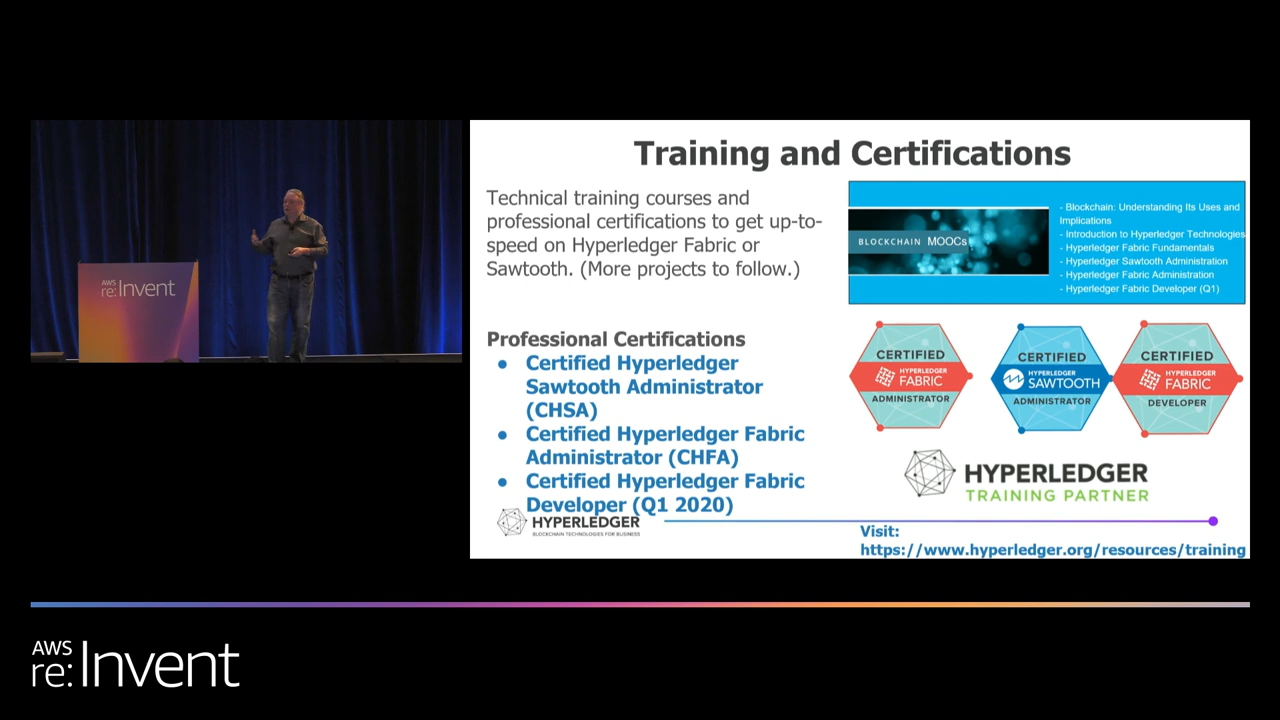 AWS
re:Invent
Training and Certifications
Technical training courses and
professional certifications to get up-to-
speed on Hyperledger Fabric or
Sawtooth. (More projects to follow.)
Professional Certifications
● Certified Hyperledger
Sawtooth Administrator
(CHSA)
● Certified Hyperledger Fabric
Administrator (CHFA)
● Certified Hyperledger Fabric
Developer (Q1 2020)
HYPERLEDGER
BLOCKCHAIN TECHNOLOGIES FOR BUSINESS
BLOCKCHAIN MOOCs
- Blockchain: Understanding Its Uses and
Implications
- Introduction to Hyperledger Technologies
- Hyperledger Fabric Fundamentals
- Hyperledger Sawtooth Administration
- Hyperledger Fabric Administration
- Hyperledger Fabric Developer (Q1)
CERTIFIED
HYPERLEDGER
FABRIC
ADMINISTRATOR
CERTIFIED
HYPERLEDGER
SAWTOOTH
ADMINISTRATOR
CERTIFIED
HYPERLEDGER
FABRIC
DEVELOPER
HYPERLEDGER
TRAINING PARTNER
Visit:
https://www.hyperledger.org/resources/training
AWS
re:Invent